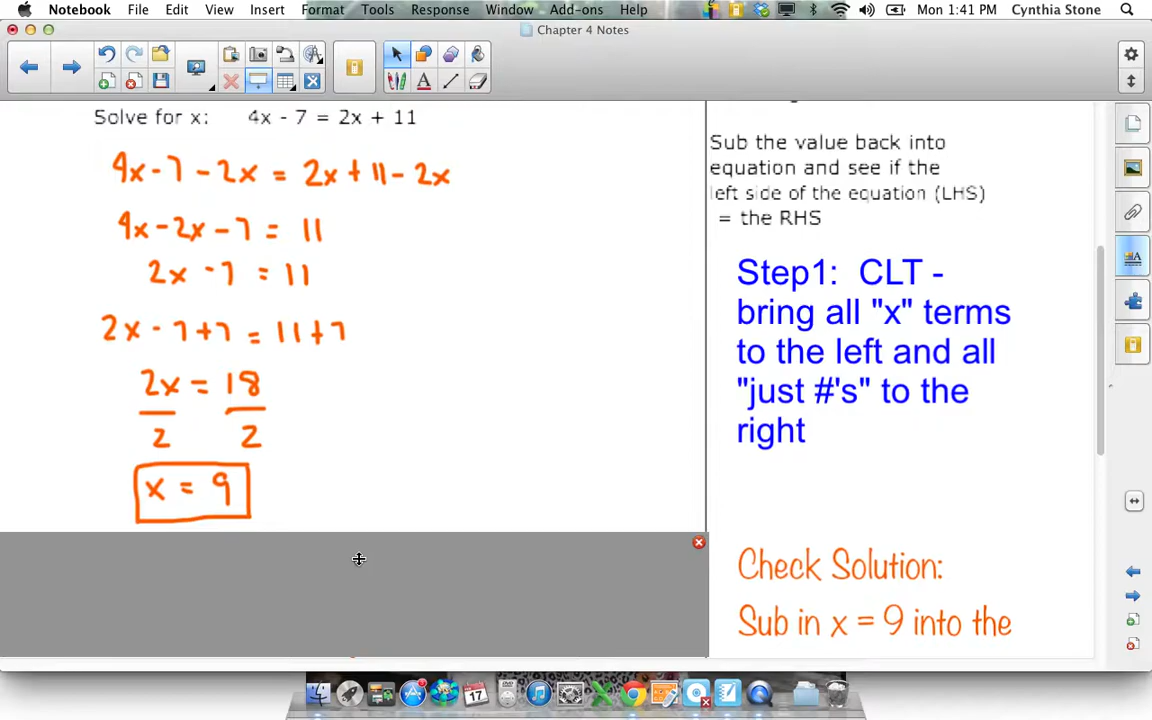 Notebook File Edit View Insert Format Tools Response Window Add-ons Help Mon 1:41 PM Cynthia Stone
Chapter 4 Notes
Solve for x: 4x - 7 = 2x + 11
4x - 7 - 2x = 2x + 11 - 2x
4x - 2x - 7 = 11
2x - 7 = 11
2x - 7 + 7 = 11 + 7
2x = 18
2 2
x = 9
Sub the value back into
equation and see if the
left side of the equation (LHS)
= the RHS
Step1: CLT -
bring all "x" terms
to the left and all
"just #'s" to the
right
Check Solution:
Sub in x = 9 into the
17